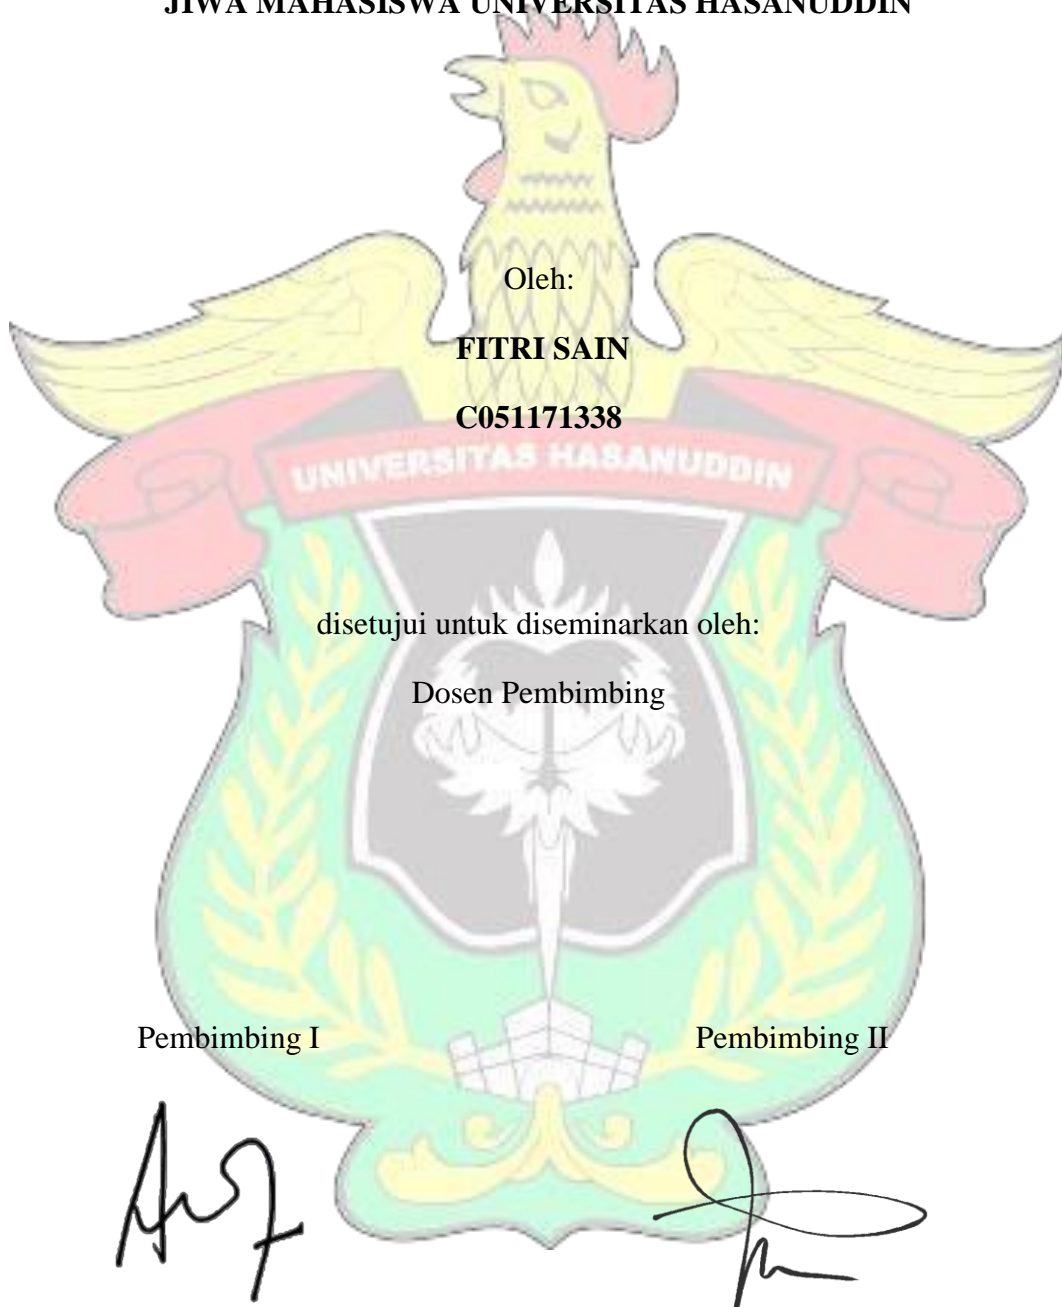 JIWA MAHASISWA UNIVERSITAS HASANUDDIN
Oleh:
FITRI SAIN
C051171338
UNIVERSITAS HASANUDDIN
disetujui untuk diseminarkan oleh:
Dosen Pembimbing
Pembimbing I Pembimbing II